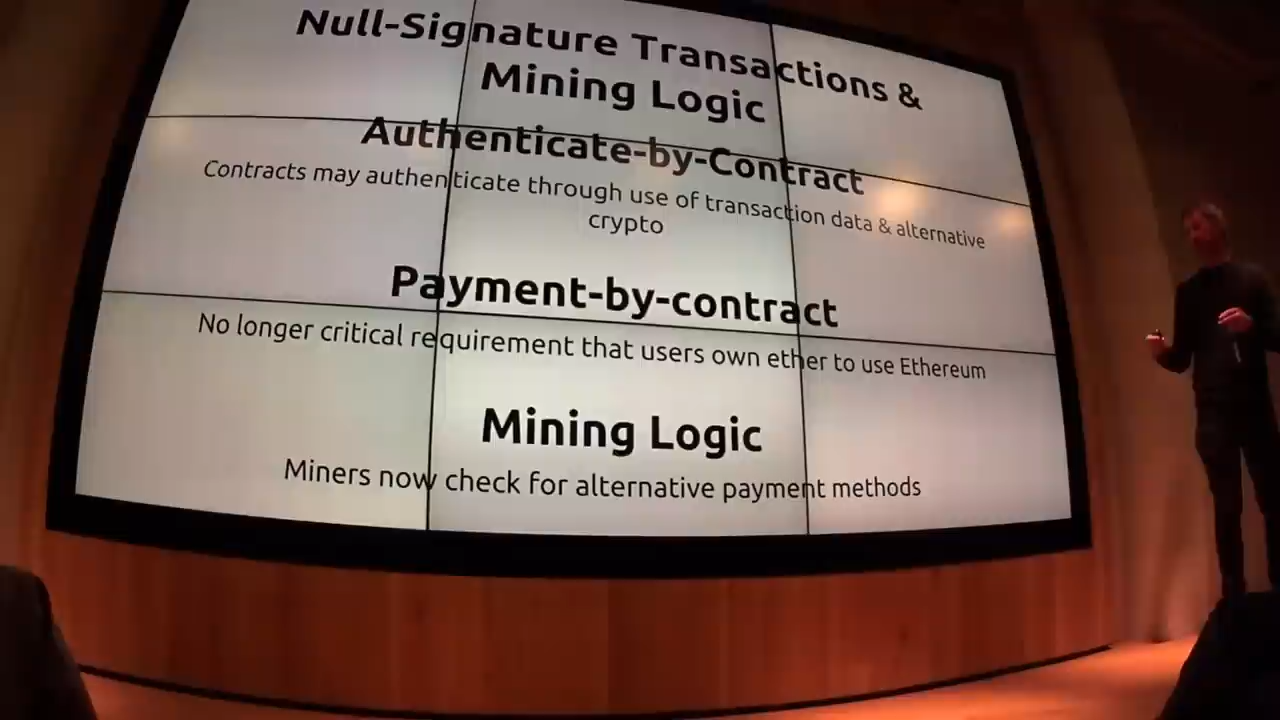 Null-Signature Transactions &
Mining Logic
Authenticate-by-Contract
Contracts may authenticate through use of transaction data & alternative
crypto
Payment-by-contract
No longer critical requirement that users own ether to use Ethereum
Mining Logic
Miners now check for alternative payment methods